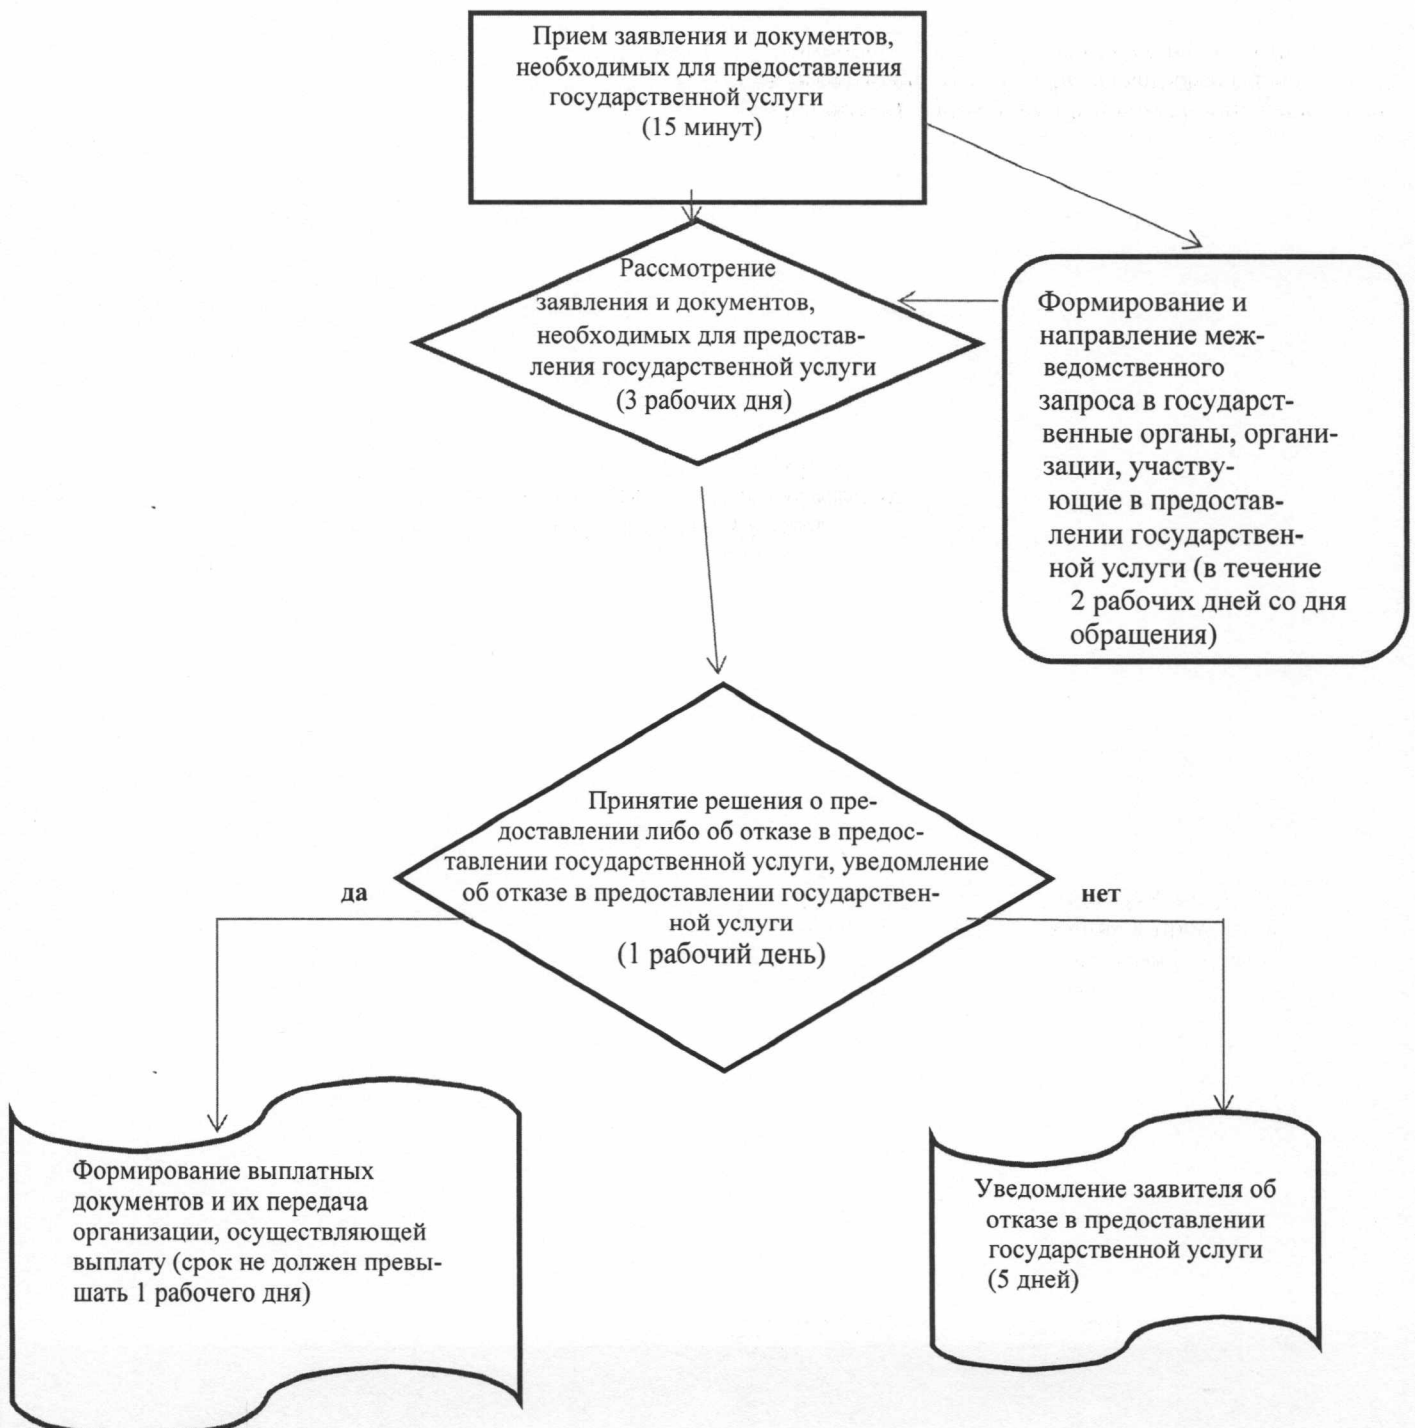 Прием заявления и документов,
необходимых для предоставления
государственной услуги
(15 минут)
Рассмотрение
заявления и документов,
необходимых для предостав-
ления государственной услуги
(3 рабочих дня)
Формирование и
направление меж-
ведомственного
запроса в государст-
венные органы, органи-
зации, участву-
ющие в предостав-
лении государствен-
ной услуги (в течение
2 рабочих дней со дня
обращения)
Принятие решения о пре-
доставлении либо об отказе в предос-
тавлении государственной услуги, уведомление
об отказе в предоставлении государствен-
ной услуги
(1 рабочий день)
да
нет
Формирование выплатных
документов и их передача
организации, осуществляющей
выплату (срок не должен превы-
шать 1 рабочего дня)
Уведомление заявителя об
отказе в предоставлении
государственной услуги
(5 дней)